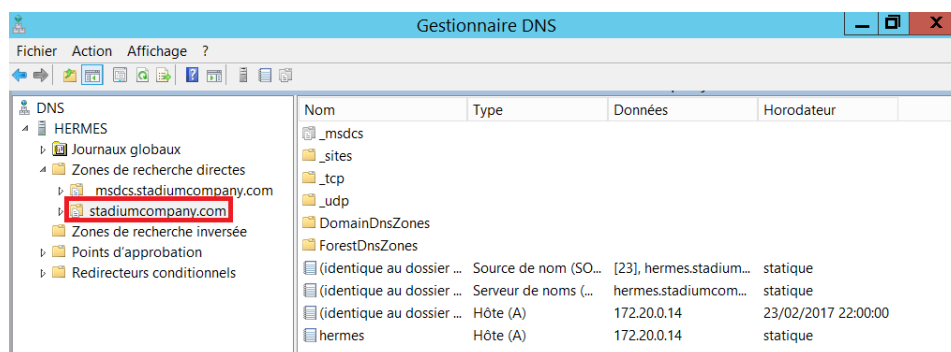 Gestionnaire DNS
Fichier Action Affichage ?
DNS
HERMES
Journaux globaux
Zones de recherche directes
msdcs.stadiumcompany.com
stadiumcompany.com
Zones de recherche inversée
Points d'approbation
Redirecteurs conditionnels
Nom Type Données Horodateur
_msdcs
_sites
_tcp
_udp
DomainDnsZones
ForestDnsZones
(identique au dossier ... Source de nom (SO... [23], hermes.stadium... statique
(identique au dossier ... Serveur de noms (... hermes.stadiumcom... statique
(identique au dossier ... Hôte (A) 172.20.0.14 23/02/2017 22:00:00
hermes Hôte (A) 172.20.0.14 statique